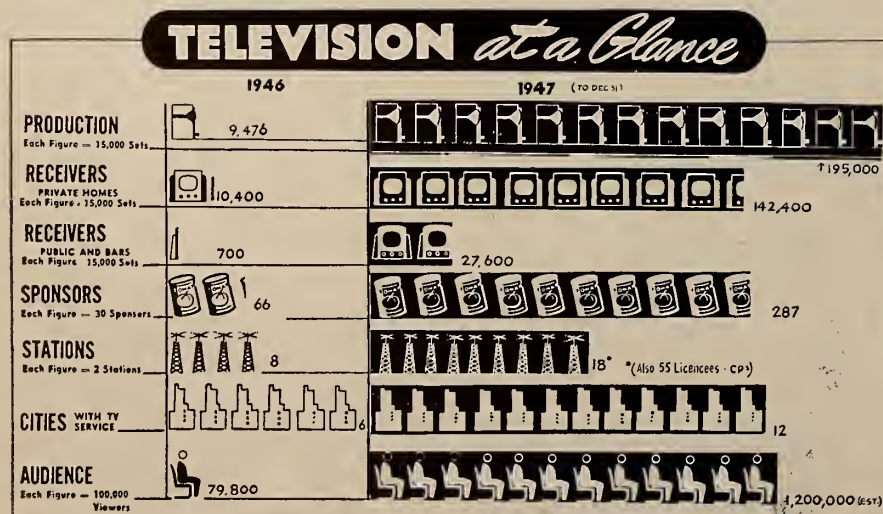 TELEVISION at a Glance
1946
1947 (TO DEC 31)
PRODUCTION
Each Figure — 15,000 Sets
9,476
↑195,000
RECEIVERS
PRIVATE HOMES
Each Figure - 15,000 Sets
10,400
142,400
RECEIVERS
PUBLIC AND BARS
Each Figure 15,000 Sets
700
27,600
SPONSORS
Each Figure — 30 Sponsers
66
287
STATIONS
Each Figure — 2 Stations
8
18* *(Also 55 Licencees - CP's)
CITIES WITH TV SERVICE
6
12
AUDIENCE
Each Figure — 100,000
Viewers
79,800
1,200,000 (EST.)